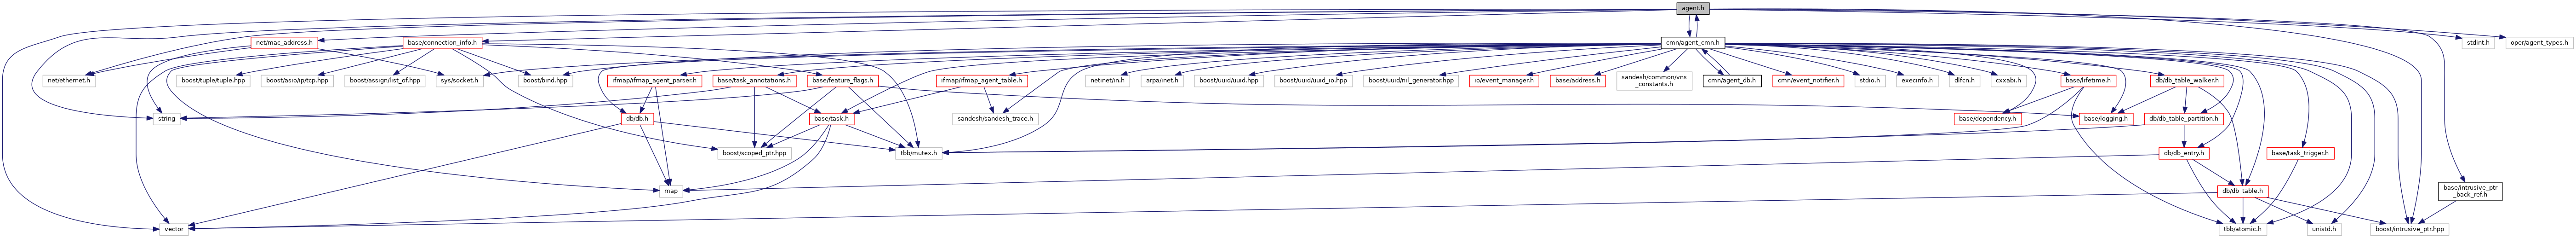 agent.h
net/mac_address.h
base/connection_info.h
cmn/agent_cmn.h
stdint.h
oper/agent_types.h
net/ethernet.h
boost/tuple/tuple.hpp
boost/asio/ip/tcp.hpp
boost/assign/list_of.hpp
sys/socket.h
boost/bind.hpp
ifmap/ifmap_agent_parser.h
base/task_annotations.h
base/feature_flags.h
ifmap/ifmap_agent_table.h
netinet/in.h
arpa/inet.h
boost/uuid/uuid.hpp
boost/uuid/uuid_io.hpp
boost/uuid/nil_generator.hpp
io/event_manager.h
base/address.h
sandesh/common/vns
_constants.h
cmn/agent_db.h
cmn/event_notifier.h
stdio.h
execinfo.h
dlfcn.h
cxxabi.h
base/lifetime.h
db/db_table_walker.h
string
db/db.h
base/task.h
sandesh/sandesh_trace.h
base/dependency.h
base/logging.h
db/db_table_partition.h
boost/scoped_ptr.hpp
tbb/mutex.h
db/db_entry.h
base/task_trigger.h
map
db/db_table.h
base/intrusive_ptr
_back_ref.h
vector
tbb/atomic.h
unistd.h
boost/intrusive_ptr.hpp